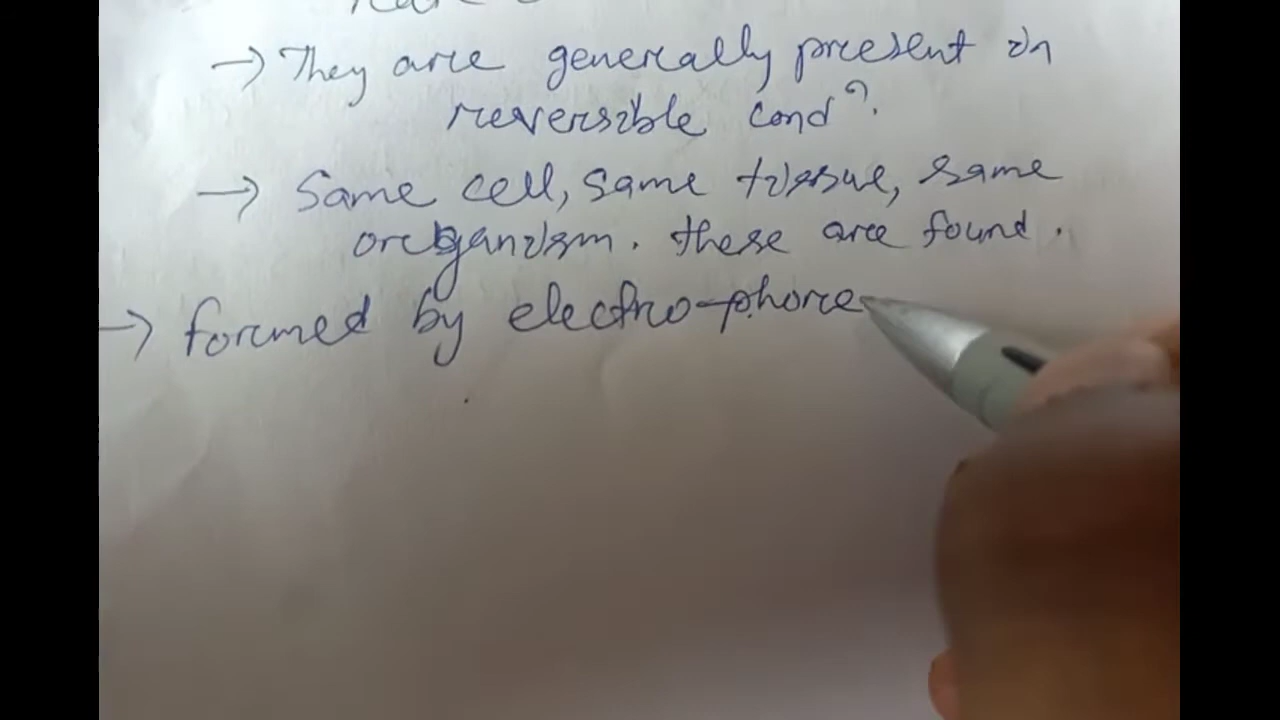 → They are generally present in
reversible condⁿ.
→ Same cell, same tissue, same
organism. these are found.
→ formed by electro-phore